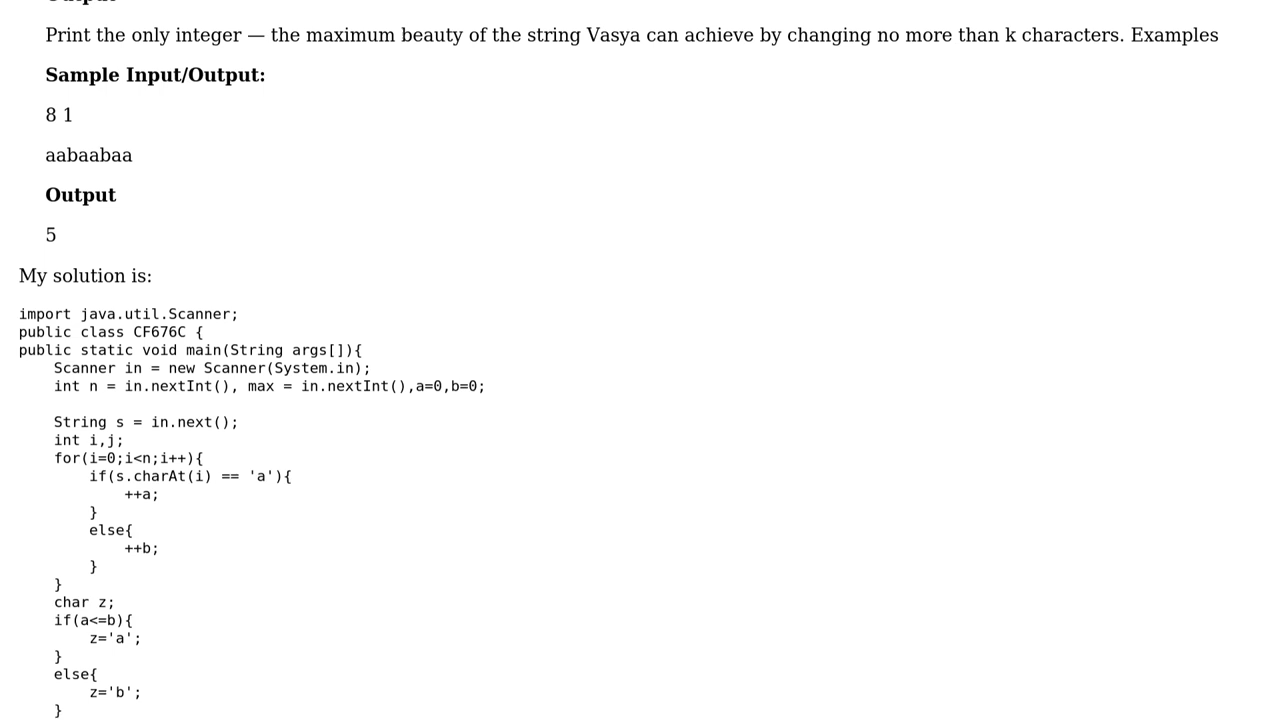 Print the only integer — the maximum beauty of the string Vasya can achieve by changing no more than k characters. Examples
Sample Input/Output:
8 1
aabaabaa
Output
5
My solution is:
import java.util.Scanner;
public class CF676C {
public static void main(String args[]){
    Scanner in = new Scanner(System.in);
    int n = in.nextInt(), max = in.nextInt(),a=0,b=0;
    String s = in.next();
    int i,j;
    for(i=0;i<n;i++){
        if(s.charAt(i) == 'a'){
            ++a;
        }
        else{
            ++b;
        }
    }
    char z;
    if(a<=b){
        z='a';
    }
    else{
        z='b';
    }